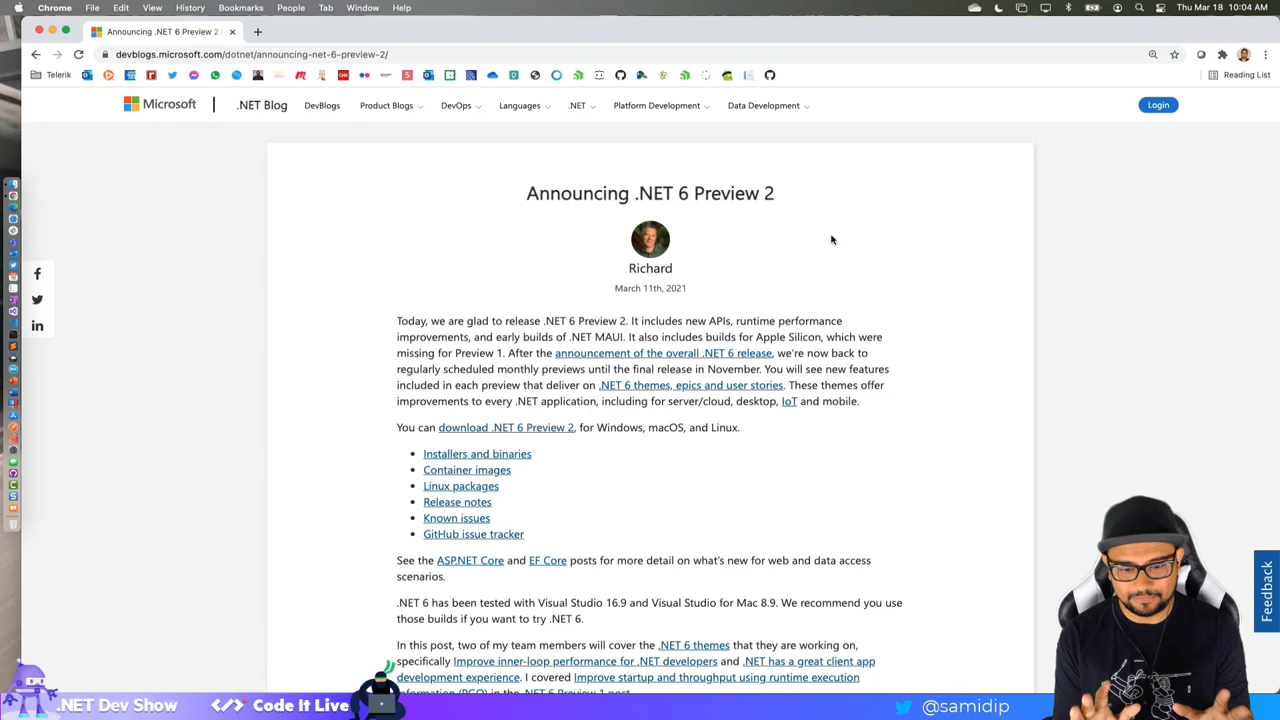 Chrome File Edit View History Bookmarks People Tab Window Help
Thu Mar 18 10:04 AM
Announcing .NET 6 Preview 2
devblogs.microsoft.com/dotnet/announcing-net-6-preview-2/
Telerik
Reading List
Microsoft .NET Blog DevBlogs Product Blogs DevOps Languages .NET Platform Development Data Development Login
Announcing .NET 6 Preview 2
Richard
March 11th, 2021
Today, we are glad to release .NET 6 Preview 2. It includes new APIs, runtime performance
improvements, and early builds of .NET MAUI. It also includes builds for Apple Silicon, which were
missing for Preview 1. After the announcement of the overall .NET 6 release, we're now back to
regularly scheduled monthly previews until the final release in November. You will see new features
included in each preview that deliver on .NET 6 themes, epics and user stories. These themes offer
improvements to every .NET application, including for server/cloud, desktop, IoT and mobile.
You can download .NET 6 Preview 2, for Windows, macOS, and Linux.
• Installers and binaries
• Container images
• Linux packages
• Release notes
• Known issues
• GitHub issue tracker
See the ASP.NET Core and EF Core posts for more detail on what's new for web and data access
scenarios.
.NET 6 has been tested with Visual Studio 16.9 and Visual Studio for Mac 8.9. We recommend you use
those builds if you want to try .NET 6.
In this post, two of my team members will cover the .NET 6 themes that they are working on,
specifically Improve inner-loop performance for .NET developers and .NET has a great client app
development experience. I covered Improve startup and throughput using runtime execution
information (PGO) in the .NET 6 Preview 1 post.
Feedback
.NET Dev Show </> Code It Live @samidip